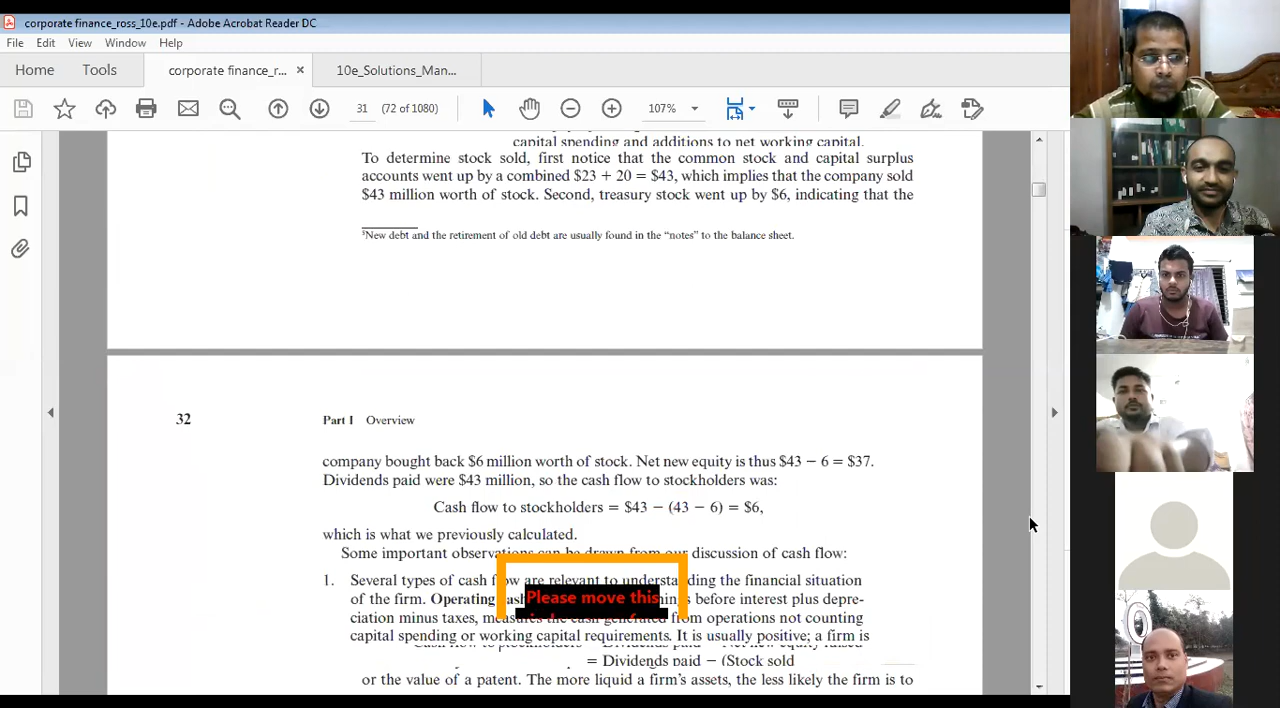 corporate finance_ross_10e.pdf - Adobe Acrobat Reader DC
File Edit View Window Help
Home Tools corporate finance_r... × 10e_Solutions_Man...
31 (72 of 1080) 107%
capital spending and additions to net working capital.
To determine stock sold, first notice that the common stock and capital surplus
accounts went up by a combined $23 + 20 = $43, which implies that the company sold
$43 million worth of stock. Second, treasury stock went up by $6, indicating that the
³New debt and the retirement of old debt are usually found in the “notes” to the balance sheet.
32 Part I Overview
company bought back $6 million worth of stock. Net new equity is thus $43 − 6 = $37.
Dividends paid were $43 million, so the cash flow to stockholders was:
Cash flow to stockholders = $43 − (43 − 6) = $6,
which is what we previously calculated.
Some important observations can be drawn from our discussion of cash flow:
1. Several types of cash flow are relevant to understanding the financial situation
of the firm. Operating cash before interest plus depre-
Please move this
ciation minus taxes, measures the cash generated from operations not counting
capital spending or working capital requirements. It is usually positive; a firm is
= Dividends paid − (Stock sold
or the value of a patent. The more liquid a firm's assets, the less likely the firm is to